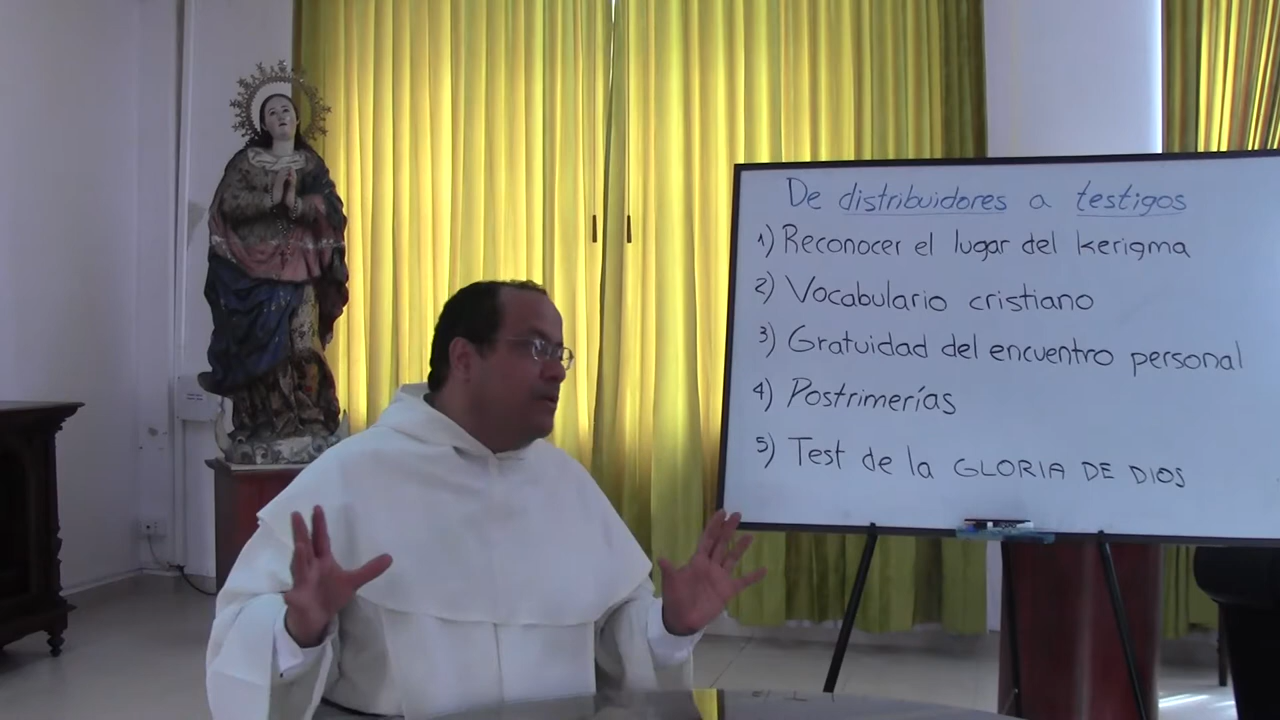 De distribuidores a testigos
1) Reconocer el lugar del kerigma
2) Vocabulario cristiano
3) Gratuidad del encuentro personal
4) Postrimerías
5) Test de la GLORIA DE DIOS